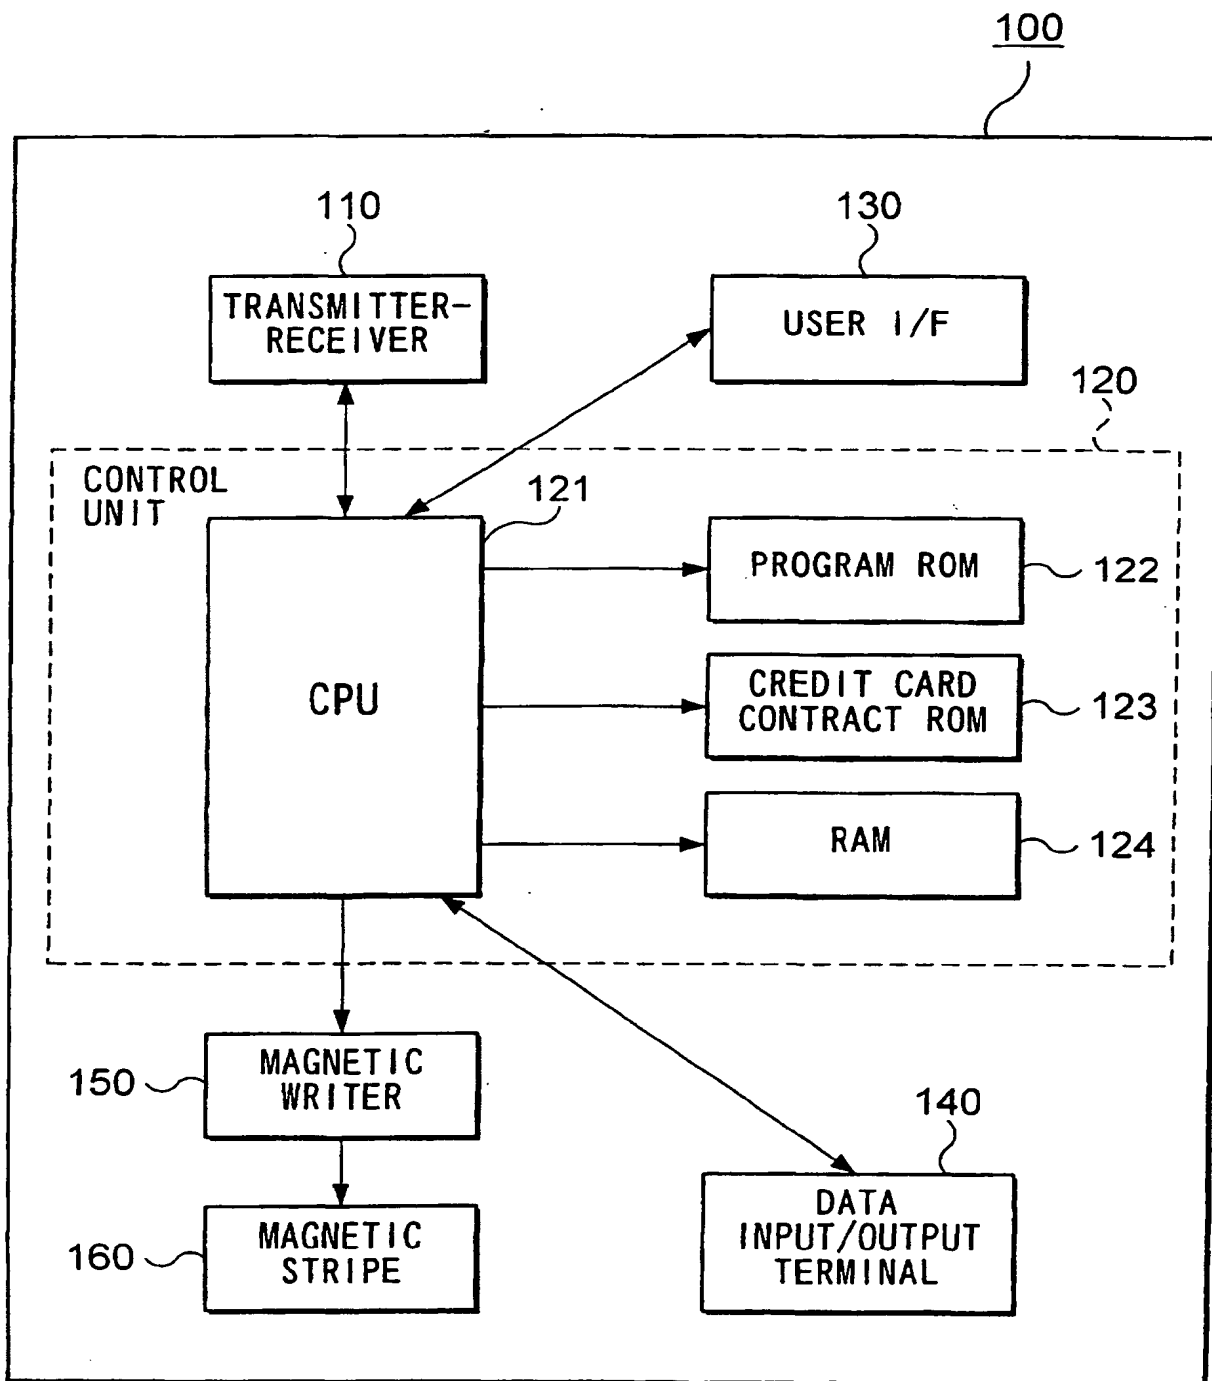 100
110
130
TRANSMITTER-
RECEIVER
USER I/F
120
CONTROL
UNIT
121
CPU
PROGRAM ROM
122
CREDIT CARD
CONTRACT ROM
123
RAM
124
150
MAGNETIC
WRITER
140
160
MAGNETIC
STRIPE
DATA
INPUT/OUTPUT
TERMINAL